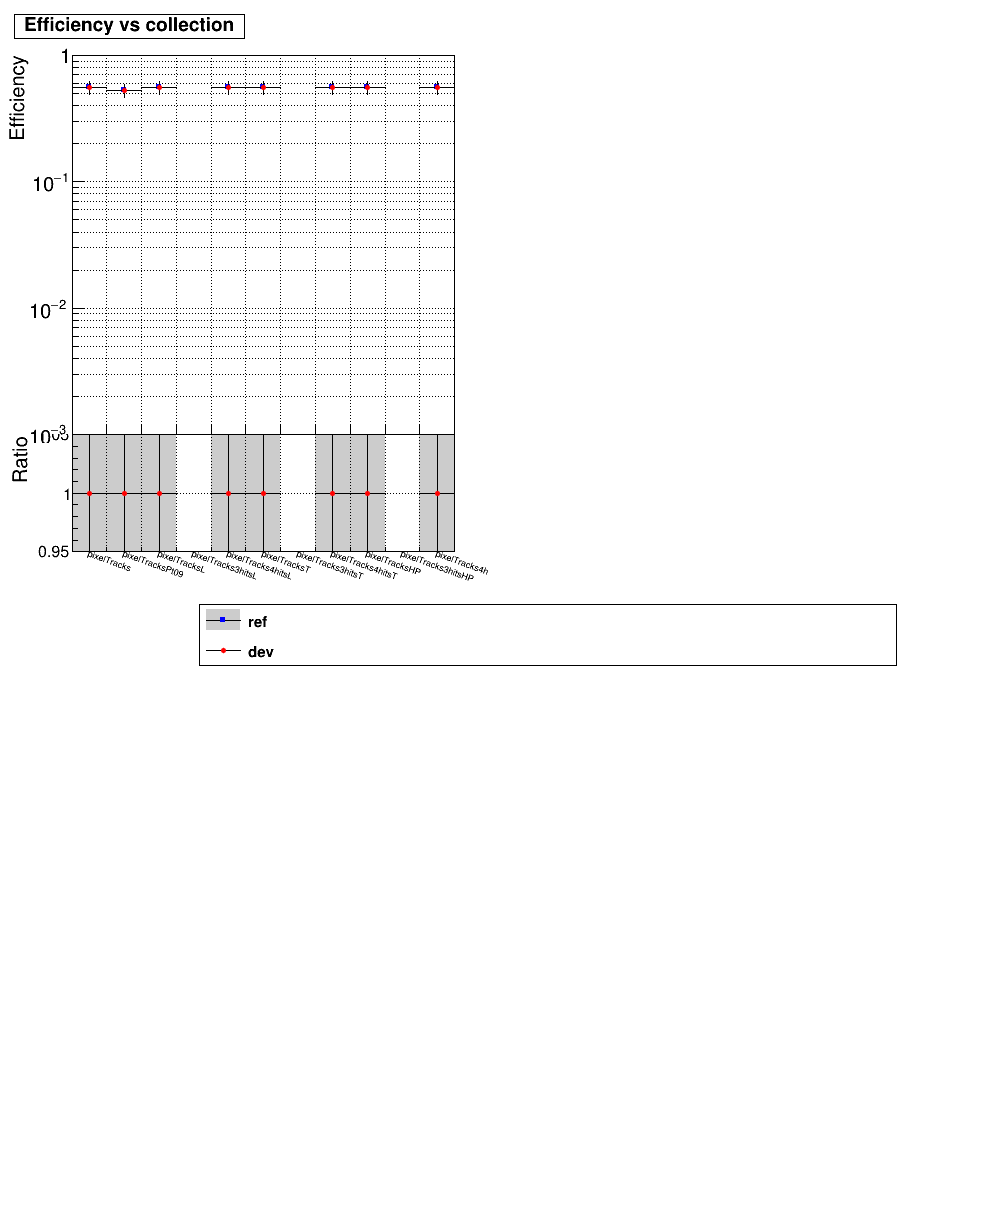 Efficiency vs collection
Efficiency
1
10⁻¹
10⁻²
10⁻³
Ratio
1
0.95
pixelTracks
pixelTracksPt09
pixelTracksL
pixelTracks3hitsL
pixelTracks4hitsL
pixelTracksT
pixelTracks3hitsT
pixelTracks4hitsT
pixelTracksHP
pixelTracks3hitsHP
pixelTracks4h
ref
dev